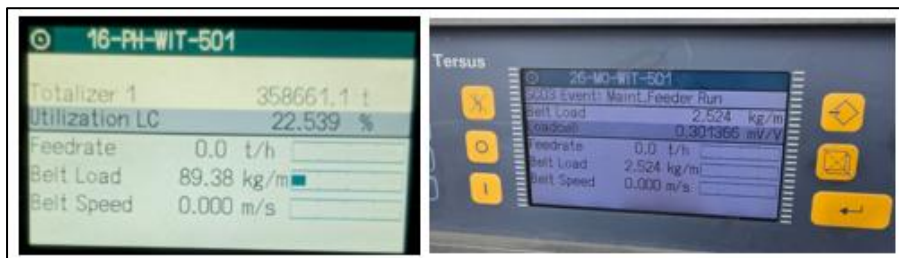 16-PH-WIT-501
Totalizer 1 358661.1 t
Utilization LC 22.539 %
Feedrate 0.0 t/h
Belt Load 89.38 kg/m
Belt Speed 0.000 m/s
Tersus
26-MO-WIT-501
Event: Maint.Feeder Run
Belt Load 2.524 kg/m
Loadcell 0.301366 mV/V
Feedrate 0.0 t/h
Belt Load 2.524 kg/m
Belt Speed 0.000 m/s